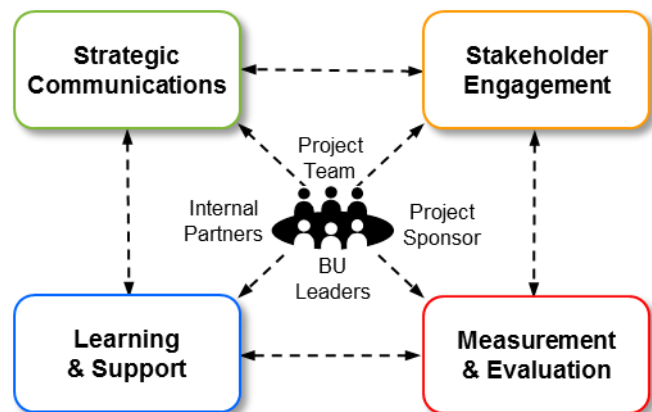 Strategic
Communications
Stakeholder
Engagement
Project
Team
Internal
Partners
Project
Sponsor
BU
Leaders
Learning
& Support
Measurement
& Evaluation